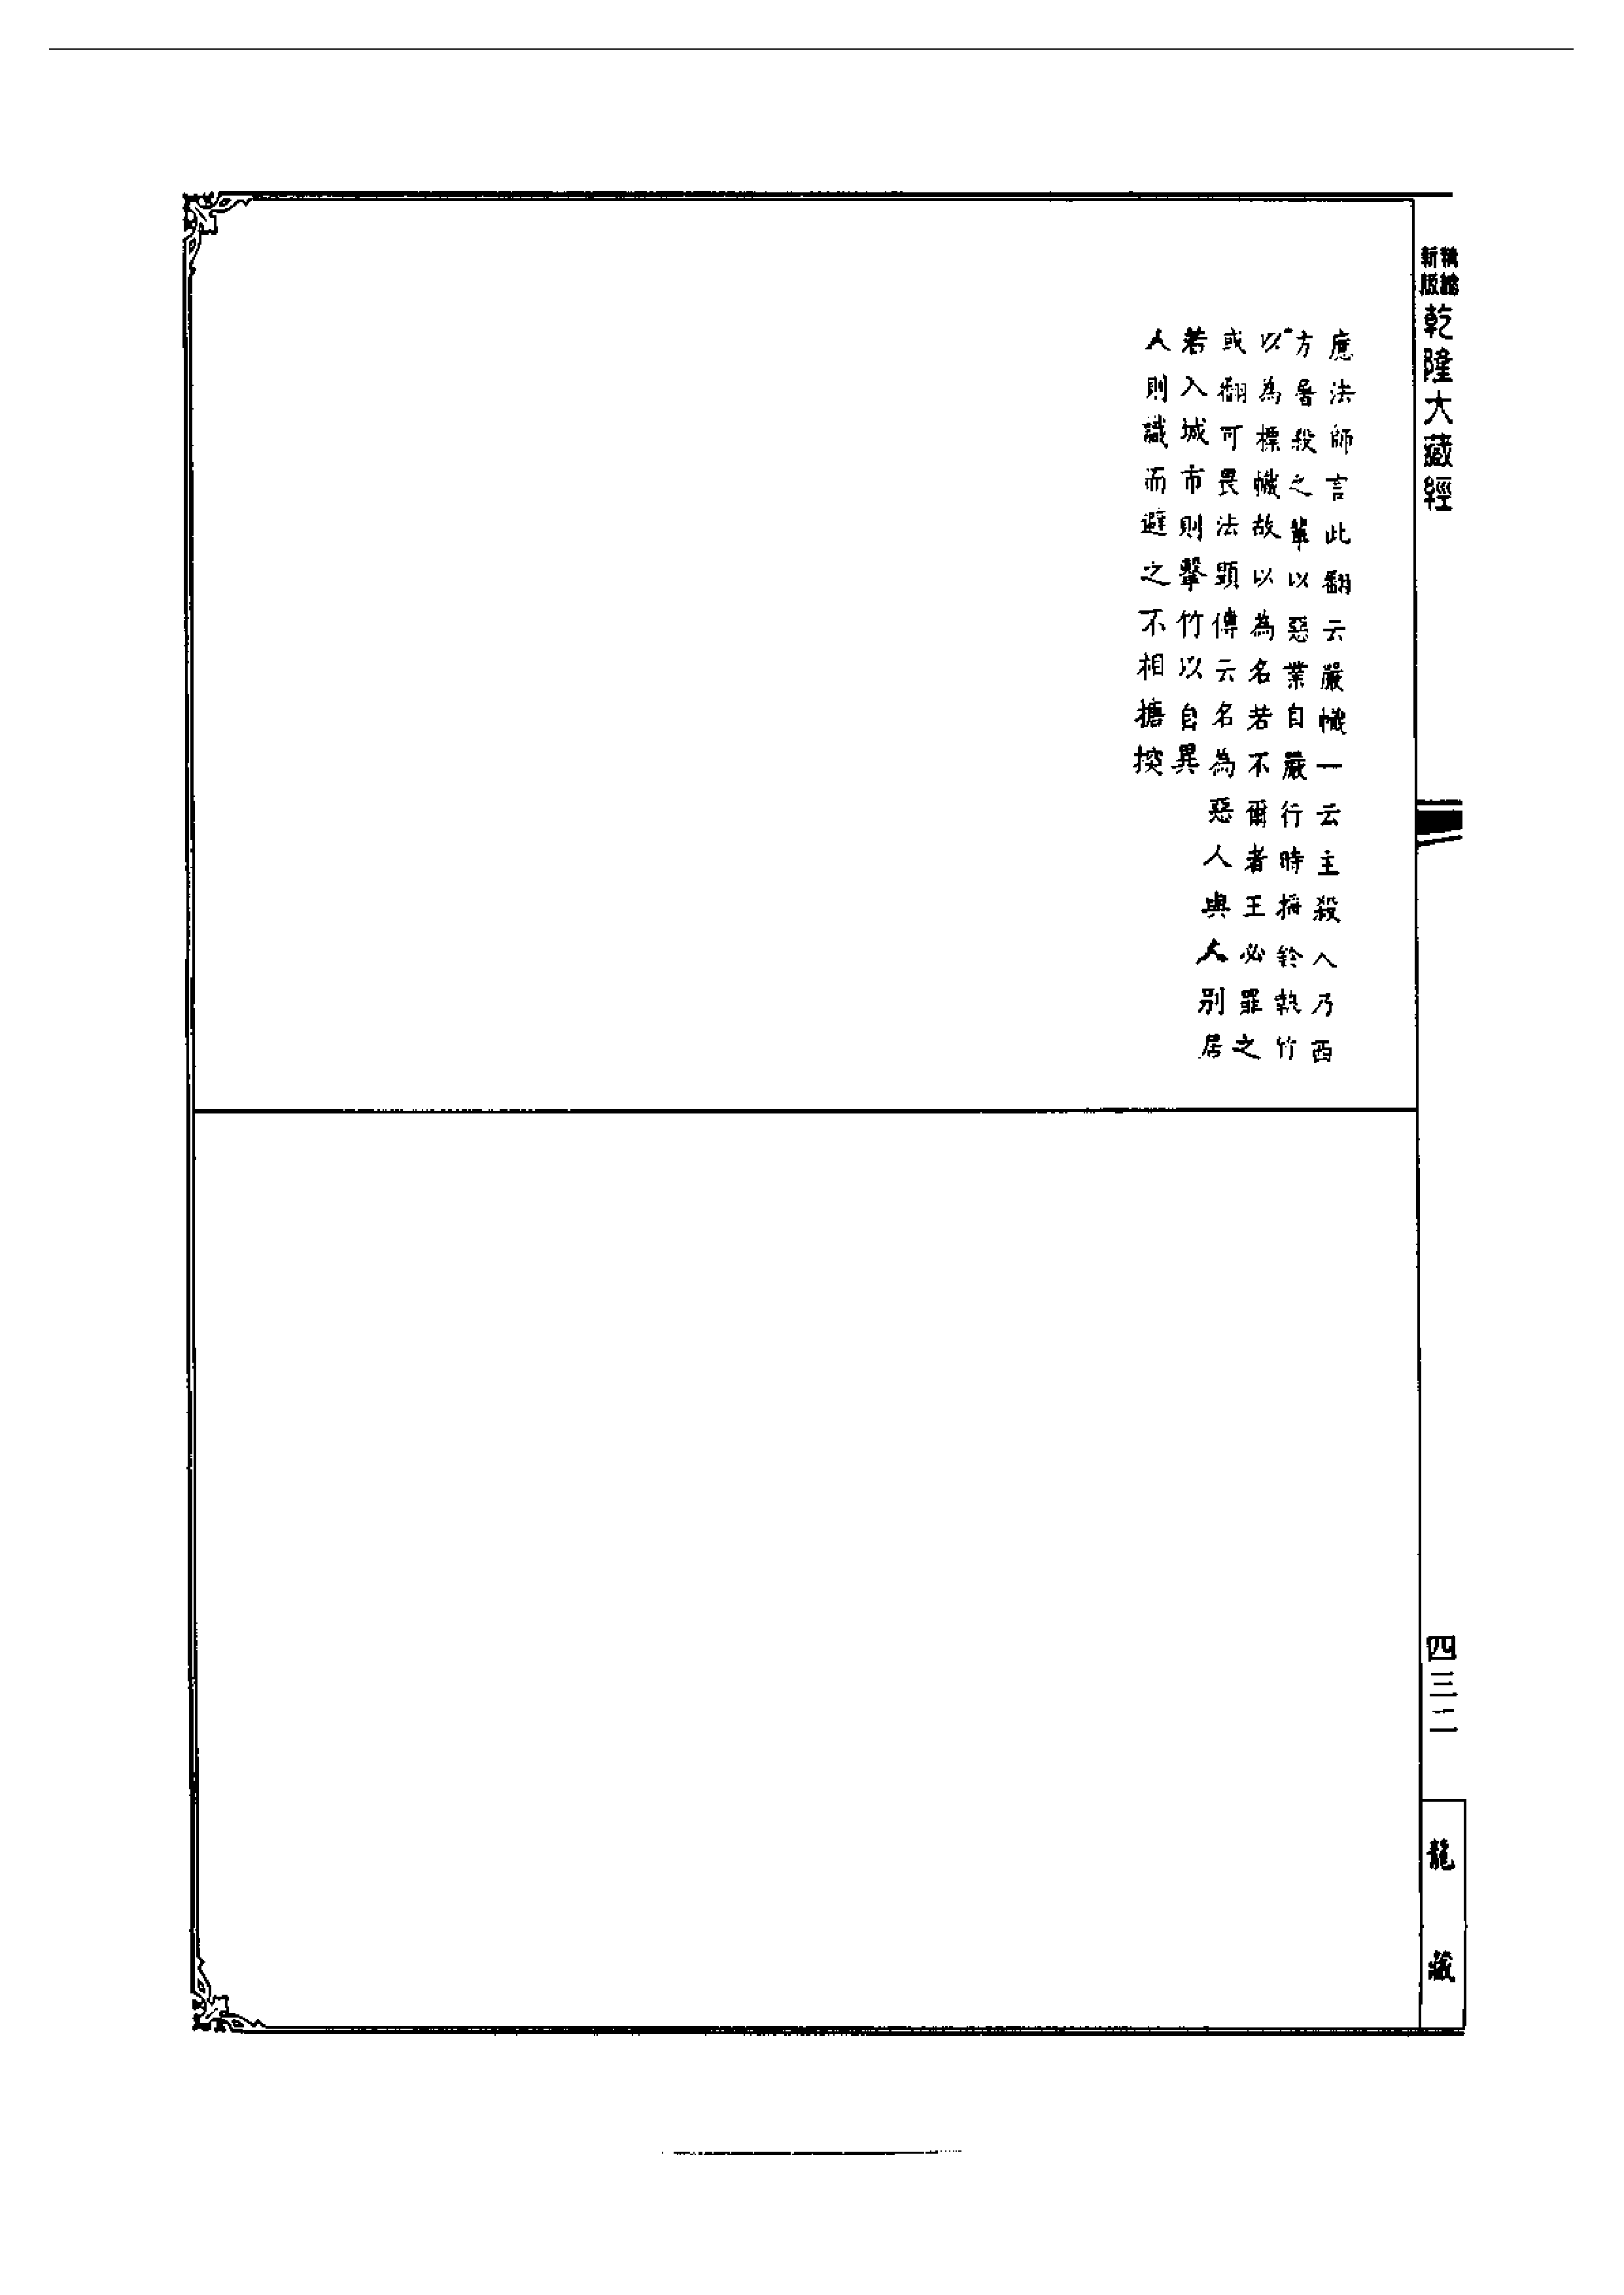 精縮
新版
乾隆大藏經
應法師言此翻云嚴幟一云主殺人乃西
方屠殺之輩以惡業自嚴行時搖鈴執竹
以為標幟故以為名若不爾者王必罪之
或翻可畏法顯傳云名為惡人與人別居
若入城市則擊竹以自異
人則識而避之不相搪揬
四三二
龍藏